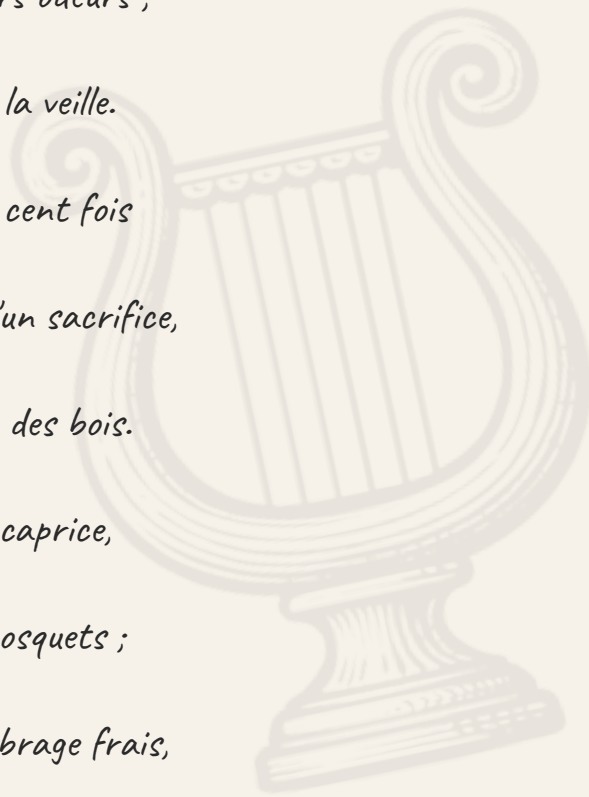 la veille.
cent fois
'un sacrifice,
des bois.
caprice,
osquets ;
brage frais,